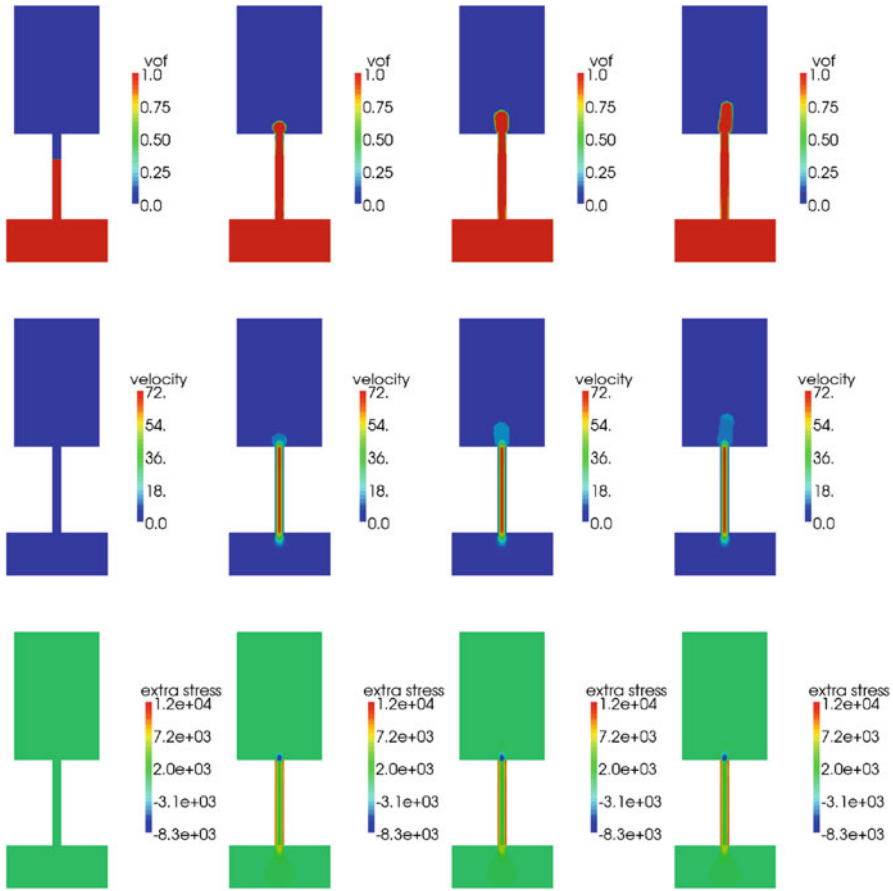 vof vof vof vof
1.0 1.0 1.0 1.0
0.75 0.75 0.75 0.75
0.50 0.50 0.50 0.50
0.25 0.25 0.25 0.25
0.0 0.0 0.0 0.0
velocity velocity velocity velocity
72. 72. 72. 72.
54. 54. 54. 54.
36. 36. 36. 36.
18. 18. 18. 18.
0.0 0.0 0.0 0.0
extra stress extra stress extra stress extra stress
1.2e+04 1.2e+04 1.2e+04 1.2e+04
7.2e+03 7.2e+03 7.2e+03 7.2e+03
2.0e+03 2.0e+03 2.0e+03 2.0e+03
-3.1e+03 -3.1e+03 -3.1e+03 -3.1e+03
-8.3e+03 -8.3e+03 -8.3e+03 -8.3e+03